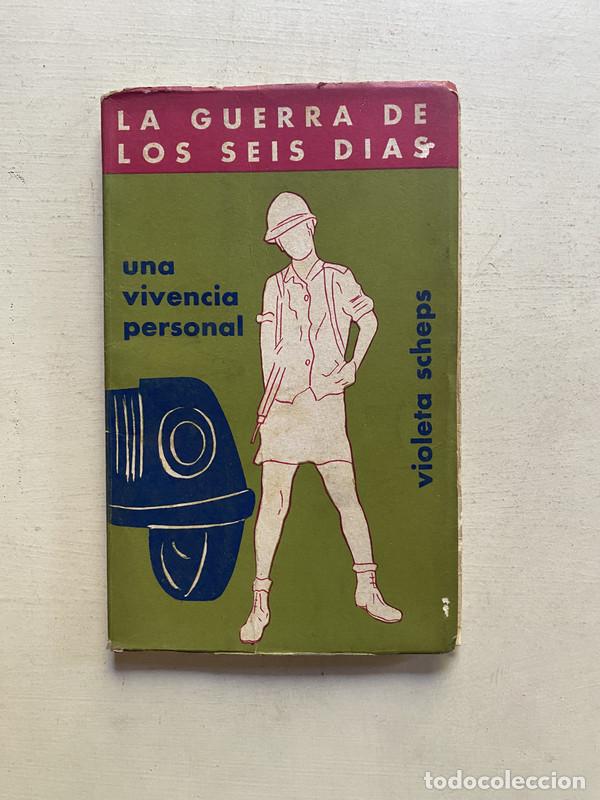 LA GUERRA DE
LOS SEIS DIAS
una
vivencia
personal
violeta scheps
todocoleccion